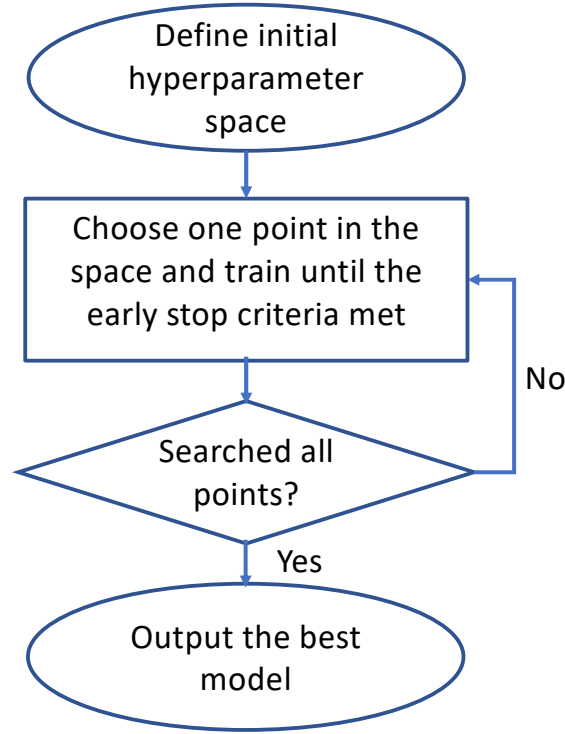 Define initial
hyperparameter
space
Choose one point in the
space and train until the
early stop criteria met
No
Searched all
points?
Yes
Output the best
model